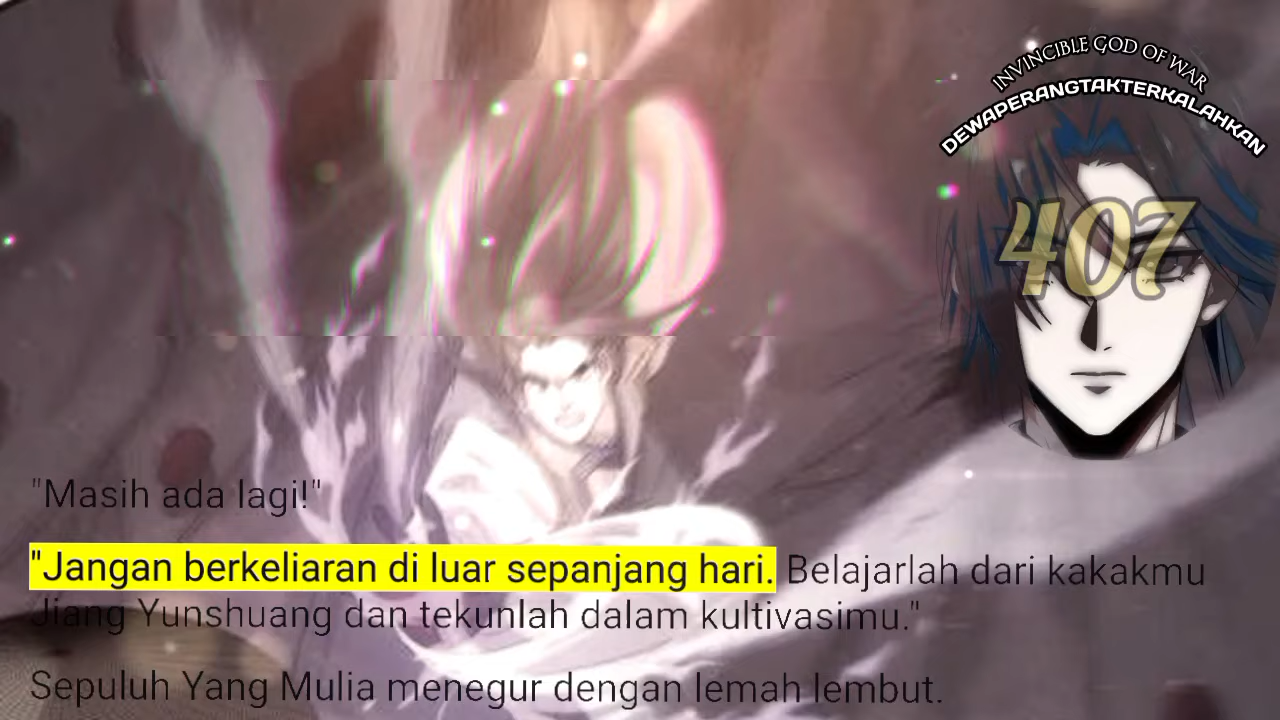 INVINCIBLE GOD OF WAR
DEWAPERANGTAKTERKALAHKAN
407
"Masih ada lagi!"
"Jangan berkeliaran di luar sepanjang hari. Belajarlah dari kakakmu
Jiang Yunshuang dan tekunlah dalam kultivasimu."
Sepuluh Yang Mulia menegur dengan lemah lembut.